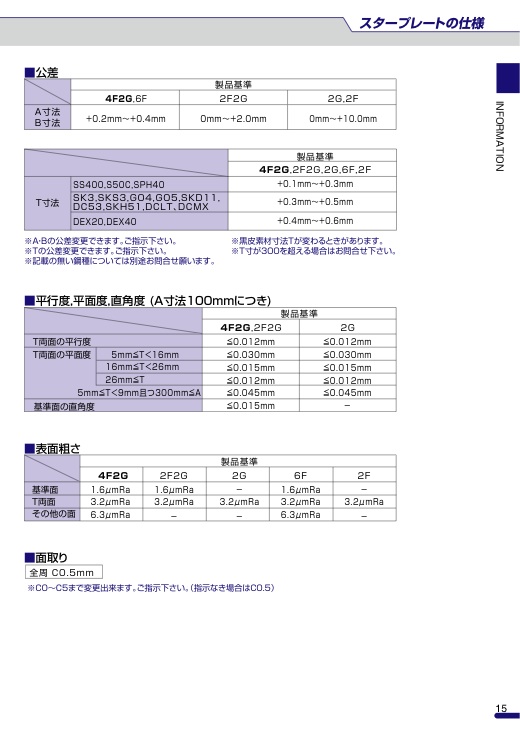 スタープレートの仕様
INFORMATION
■公差
製品基準
4F2G,6F 2F2G 2G,2F
A寸法 B寸法 +0.2mm～+0.4mm 0mm～+2.0mm 0mm～+10.0mm
製品基準
4F2G,2F2G,2G,6F,2F
T寸法
SS400,S50C,SPH40 +0.1mm～+0.3mm
SK3,SKS3,GO4,GO5,SKD11,
DC53,SKH51,DCLT,DCMX +0.3mm～+0.5mm
DEX20,DEX40 +0.4mm～+0.6mm
※A・Bの公差変更できます。ご指示下さい。
※Tの公差変更できます。ご指示下さい。
※記載の無い鋼種については別途お問合せ願います。
※黒皮素材寸法Tが変わるときがあります。
※T寸が300を超える場合はお問合せ下さい。
■平行度,平面度,直角度 (A寸法100mmにつき)
製品基準
4F2G,2F2G 2G
T両面の平行度 ≦0.012mm ≦0.012mm
T両面の平面度 5mm≦T<16mm ≦0.030mm ≦0.030mm
16mm≦T<26mm ≦0.015mm ≦0.015mm
26mm≦T ≦0.012mm ≦0.012mm
5mm≦T<9mm且つ300mm≦A ≦0.045mm ≦0.045mm
基準面の直角度 ≦0.015mm −
■表面粗さ
製品基準
4F2G 2F2G 2G 6F 2F
基準面 1.6μmRa 1.6μmRa − 1.6μmRa −
T両面 3.2μmRa 3.2μmRa 3.2μmRa 3.2μmRa 3.2μmRa
その他の面 6.3μmRa − − 6.3μmRa −
■面取り
全周 C0.5mm
※C0～C5まで変更出来ます。ご指示下さい。(指示なき場合はC0.5)
15